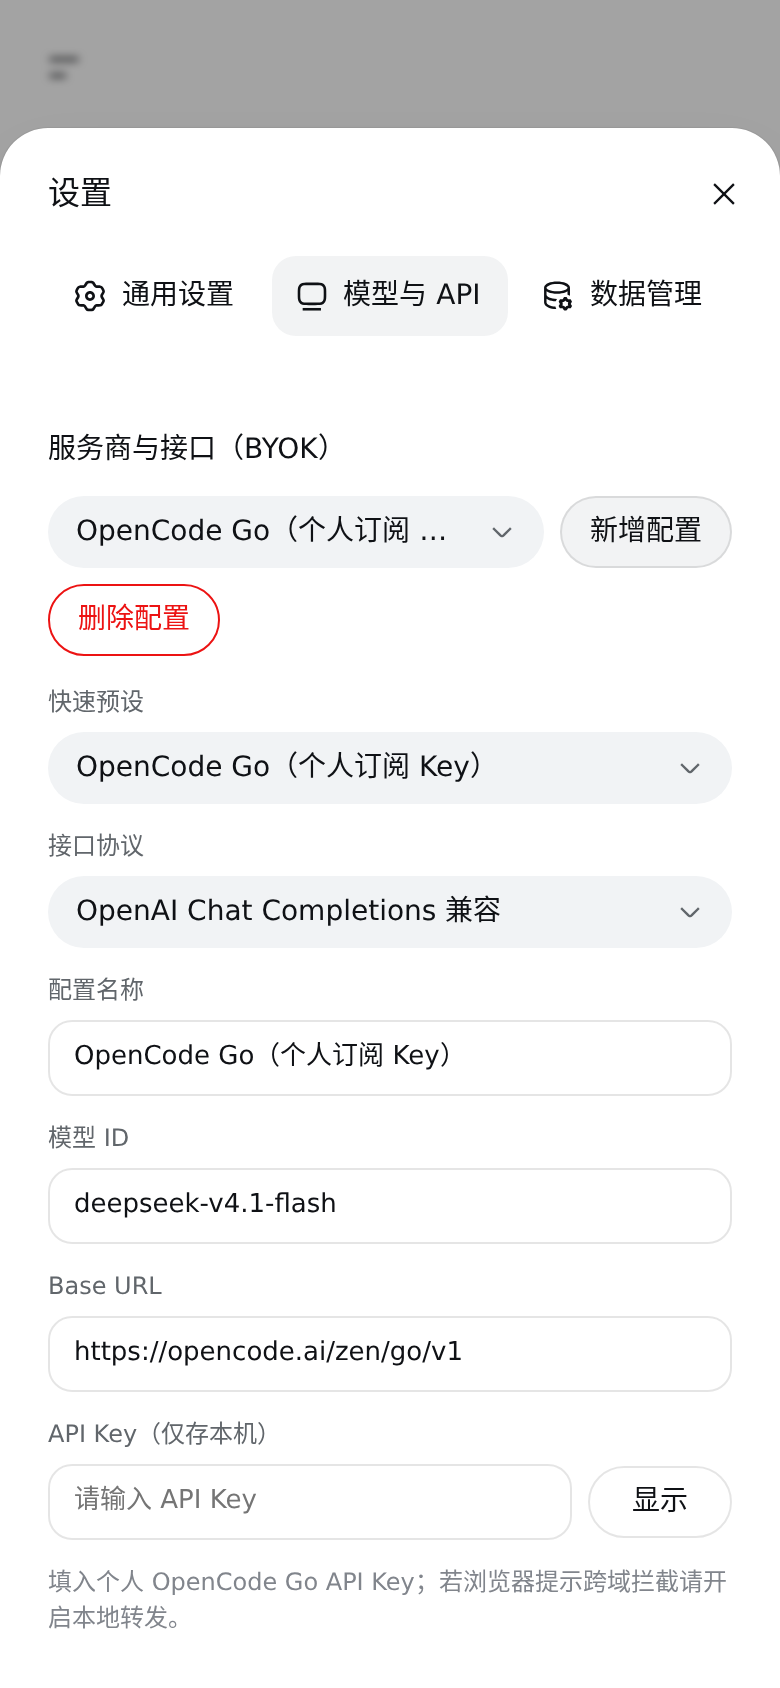 设置
通用设置
模型与 API
数据管理
服务商与接口（BYOK）
OpenCode Go（个人订阅 ...
新增配置
删除配置
快速预设
OpenCode Go（个人订阅 Key）
接口协议
OpenAI Chat Completions 兼容
配置名称
OpenCode Go（个人订阅 Key）
模型 ID
deepseek-v4.1-flash
Base URL
https://opencode.ai/zen/go/v1
API Key（仅存本机）
请输入 API Key
显示
填入个人 OpenCode Go API Key；若浏览器提示跨域拦截请开
启本地转发。